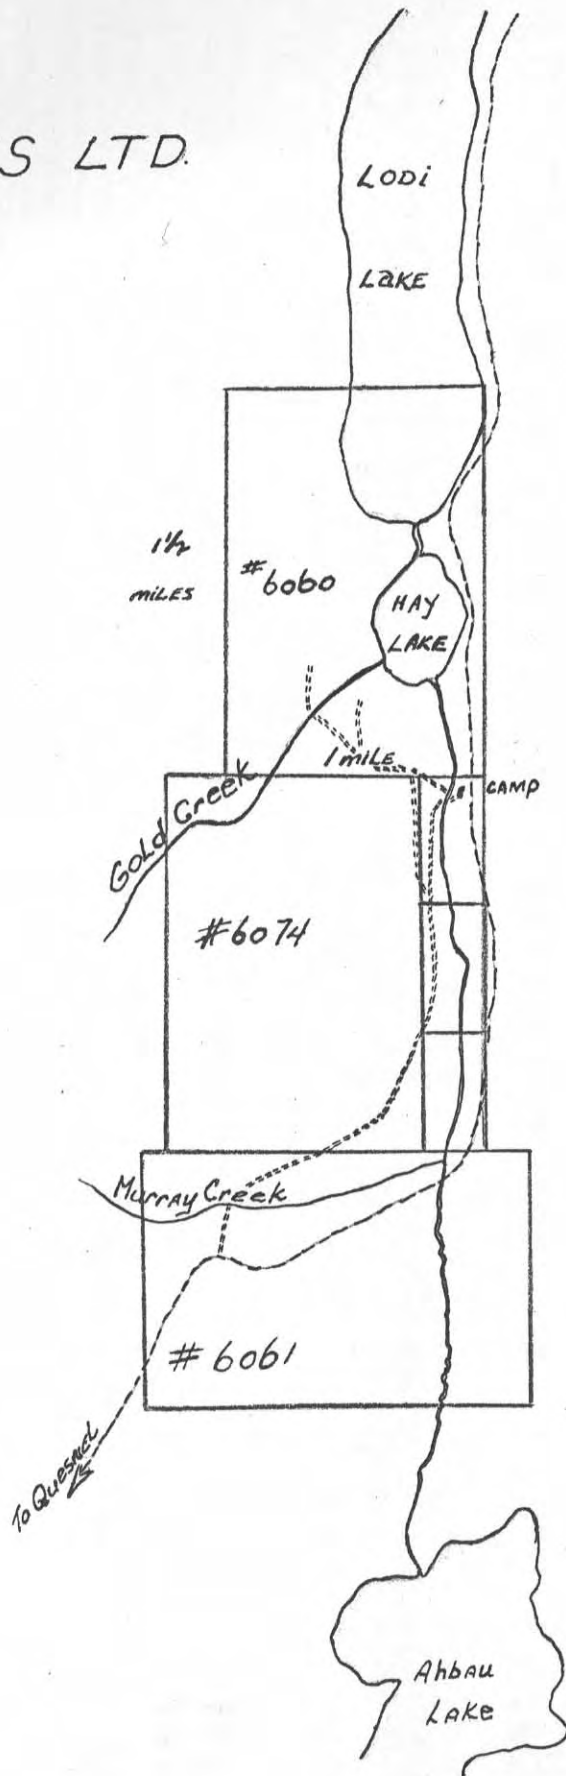 S LTD.
LODI
LAKE
1½
MILES
#6060
HAY
LAKE
1 MILE
CAMP
Gold Creek
#6074
Murray Creek
#6061
To Quesnel
Ahbau
Lake